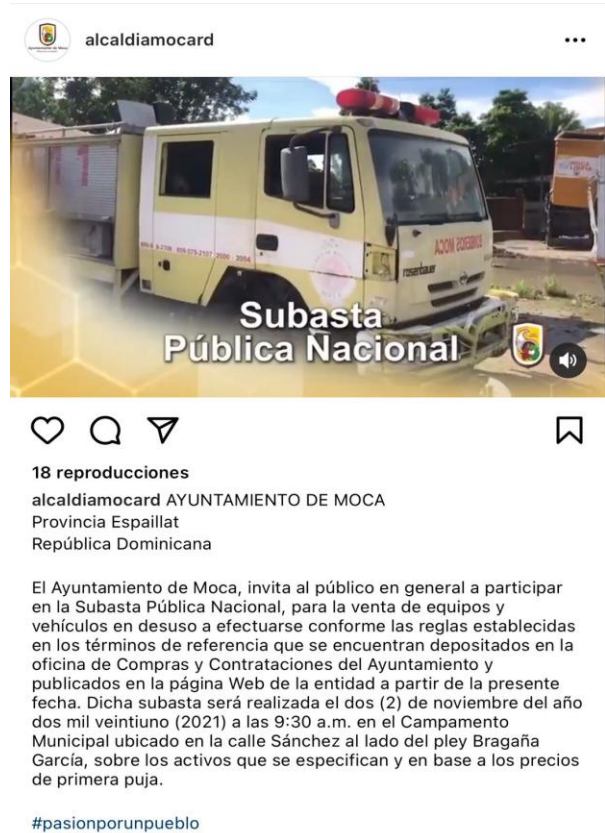 alcaldiamocard
BOMBEROS MOCA
rosenbauer
Subasta
Pública Nacional
18 reproducciones
alcaldiamocard AYUNTAMIENTO DE MOCA
Provincia Espaillat
República Dominicana
El Ayuntamiento de Moca, invita al público en general a participar
en la Subasta Pública Nacional, para la venta de equipos y
vehículos en desuso a efectuarse conforme las reglas establecidas
en los términos de referencia que se encuentran depositados en la
oficina de Compras y Contrataciones del Ayuntamiento y
publicados en la página Web de la entidad a partir de la presente
fecha. Dicha subasta será realizada el dos (2) de noviembre del año
dos mil veintiuno (2021) a las 9:30 a.m. en el Campamento
Municipal ubicado en la calle Sánchez al lado del pley Bragaña
García, sobre los activos que se especifican y en base a los precios
de primera puja.
#pasionporunpueblo